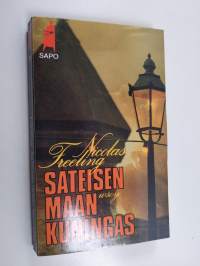 SAPO
Nicolas
Freeling
SATEISEN
MAAN
KUNINGAS